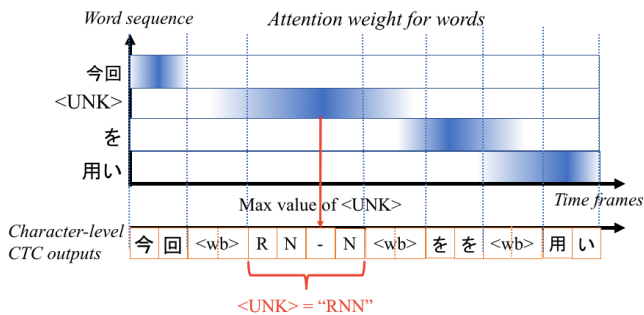 Word sequence
Attention weight for words
今回
<UNK>
を
用い
Time frames
Max value of <UNK>
Character-level
CTC outputs
今 回 <wb> R N - N <wb> を を <wb> 用 い
<UNK> = “RNN”